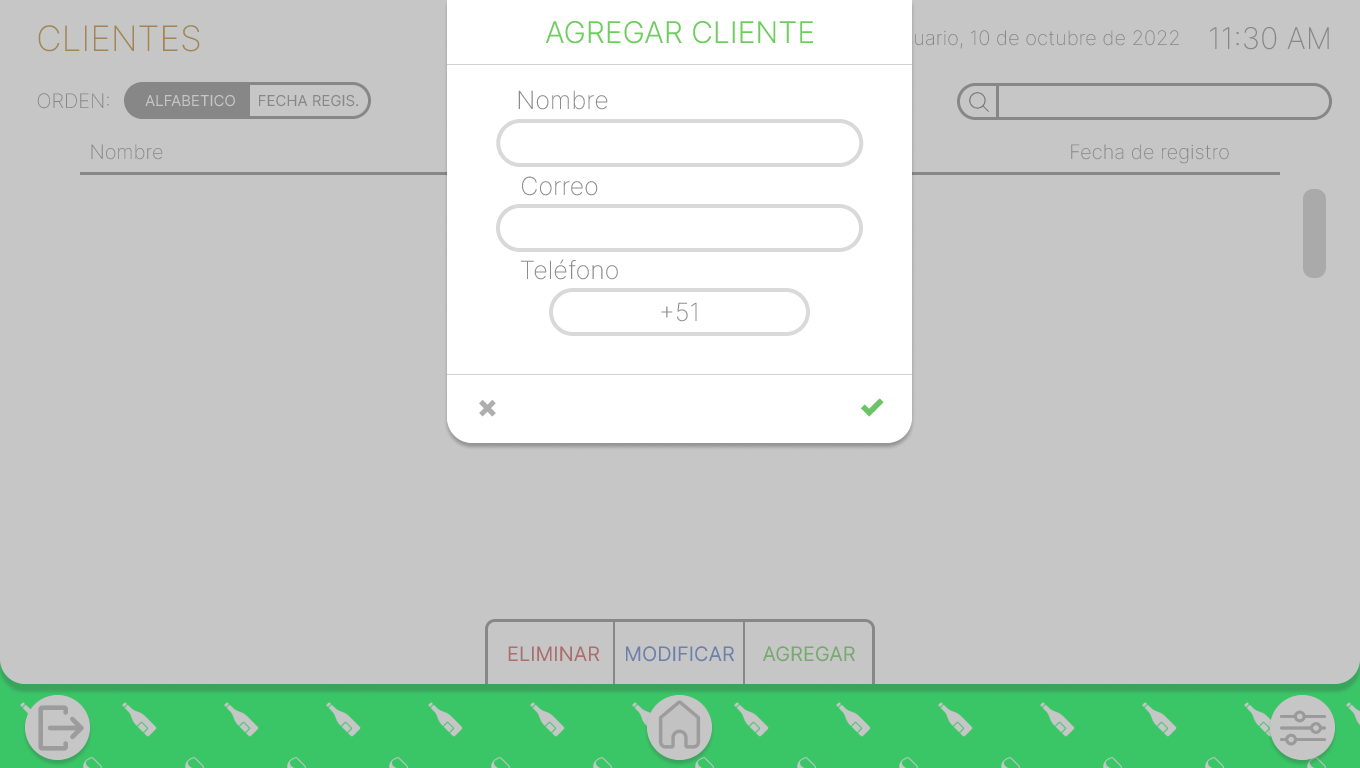 CLIENTES
AGREGAR CLIENTE
uario, 10 de octubre de 2022
11:30 AM
ORDEN:
ALFABETICO
FECHA REGIS.
Nombre
Fecha de registro
Nombre
Correo
Teléfono
+51
ELIMINAR
MODIFICAR
AGREGAR